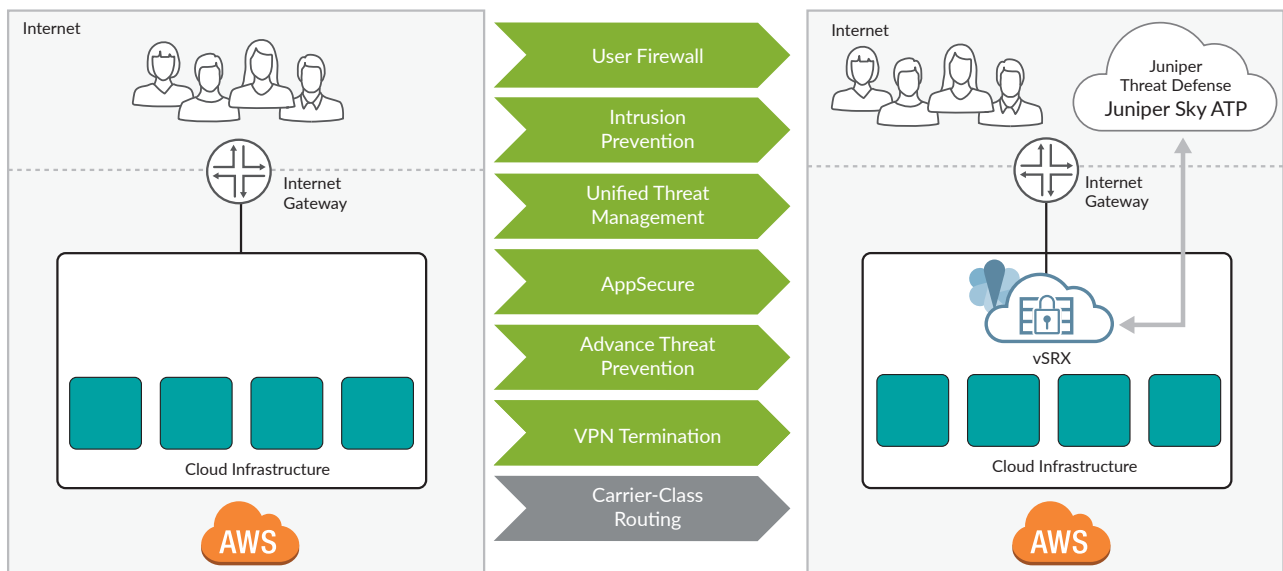 Internet
Internet
Gateway
Cloud Infrastructure
AWS
User Firewall
Intrusion
Prevention
Unified Threat
Management
AppSecure
Advance Threat
Prevention
VPN Termination
Carrier-Class
Routing
Internet
Juniper
Threat Defense
Juniper Sky ATP
Internet
Gateway
vSRX
Cloud Infrastructure
AWS